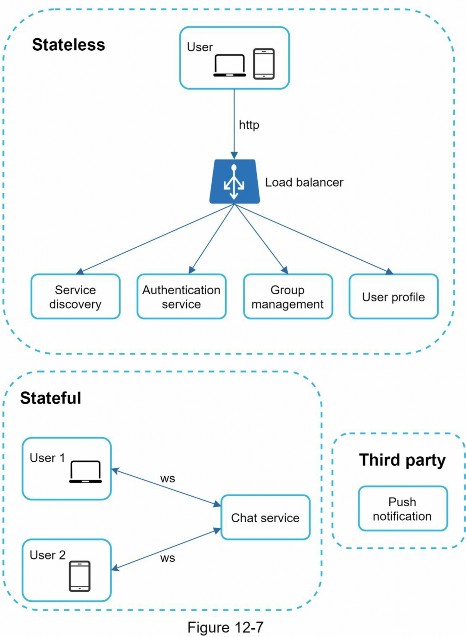 Stateless
User
http
Load balancer
Service
discovery
Authentication
service
Group
management
User profile
Stateful
User 1
ws
Chat service
User 2
ws
Third party
Push
notification
Figure 12-7